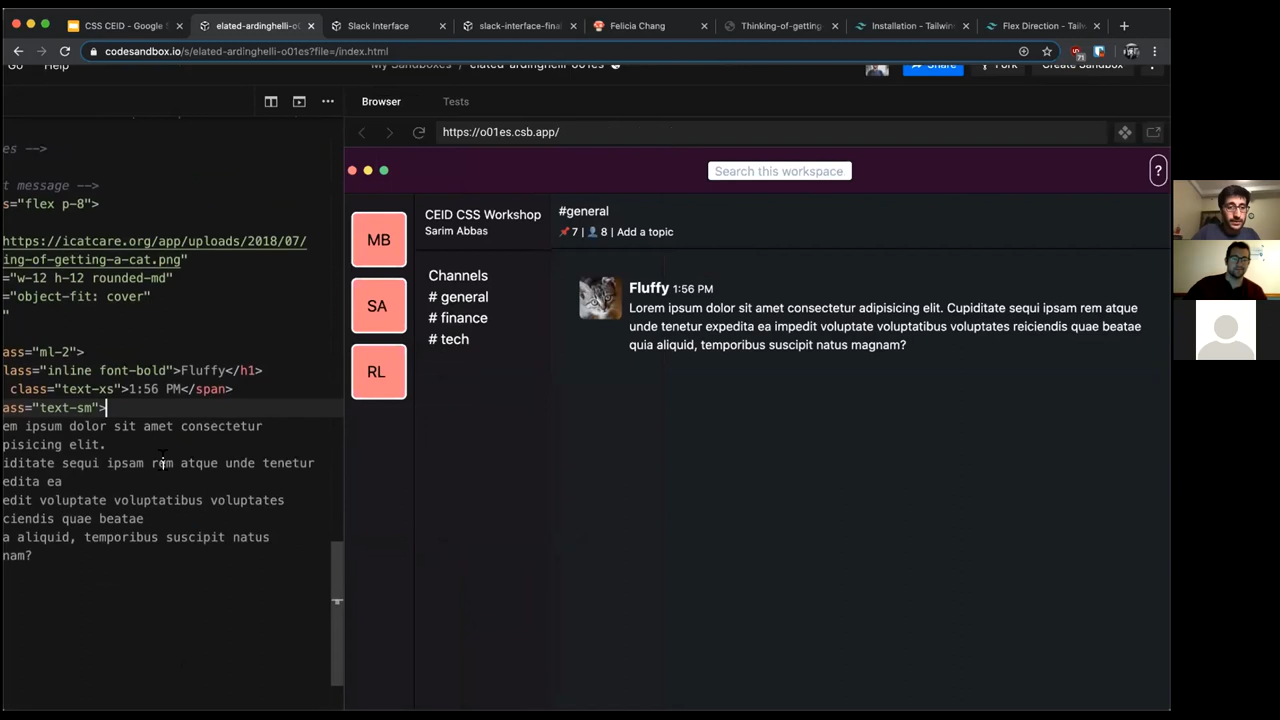 CSS CEID - Google S
elated-ardinghelli-o01es
Slack Interface
slack-interface-final
Felicia Chang
Thinking-of-getting-
Installation - Tailwin
Flex Direction - Tailw
codesandbox.io/s/elated-ardinghelli-o01es?file=/index.html
71
Go
Help
My Sandboxes / elated-ardinghelli-o01es
Share
Fork
Create Sandbox
Browser
Tests
https://o01es.csb.app/
es -->
t message -->
s="flex p-8">
https://icatcare.org/app/uploads/2018/07/
ing-of-getting-a-cat.png"
="w-12 h-12 rounded-md"
="object-fit: cover"
"
ass="ml-2">
lass="inline font-bold">Fluffy</h1>
class="text-xs">1:56 PM</span>
ass="text-sm">
em ipsum dolor sit amet consectetur
pisicing elit.
iditate sequi ipsam rem atque unde tenetur
edita ea
edit voluptate voluptatibus voluptates
ciendis quae beatae
a aliquid, temporibus suscipit natus
nam?
Search this workspace
?
MB
SA
RL
CEID CSS Workshop
Sarim Abbas
Channels
# general
# finance
# tech
#general
📌7 | 👤8 | Add a topic
Fluffy 1:56 PM
Lorem ipsum dolor sit amet consectetur adipisicing elit. Cupiditate sequi ipsam rem atque
unde tenetur expedita ea impedit voluptate voluptatibus voluptates reiciendis quae beatae
quia aliquid, temporibus suscipit natus magnam?